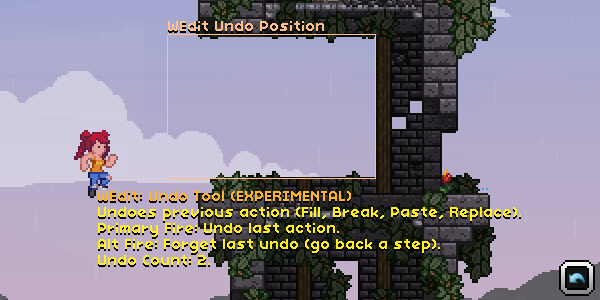 WEdit Undo Position
WEdit: Undo Tool (EXPERIMENTAL)
Undoes previous action (Fill, Break, Paste, Replace).
Primary Fire: Undo last action.
Alt Fire: Forget last undo (go back a step).
Undo Count: 2.